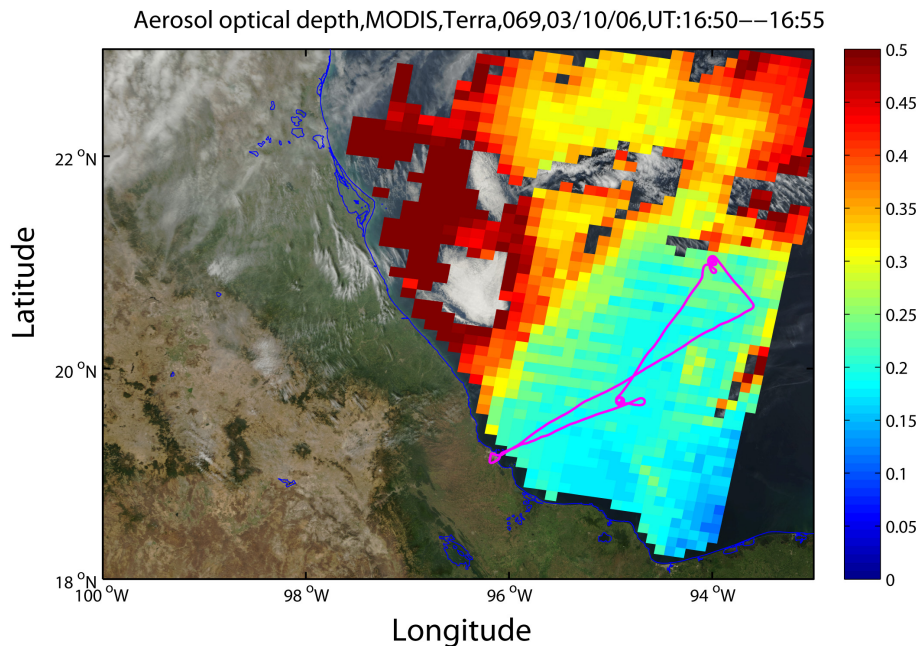 Aerosol optical depth,MODIS,Terra,069,03/10/06,UT:16:50−−16:55
Latitude
22 °N
20 °N
18 °N
100 °W
98 °W
96 °W
94 °W
Longitude
0.5
0.45
0.4
0.35
0.3
0.25
0.2
0.15
0.1
0.05
0